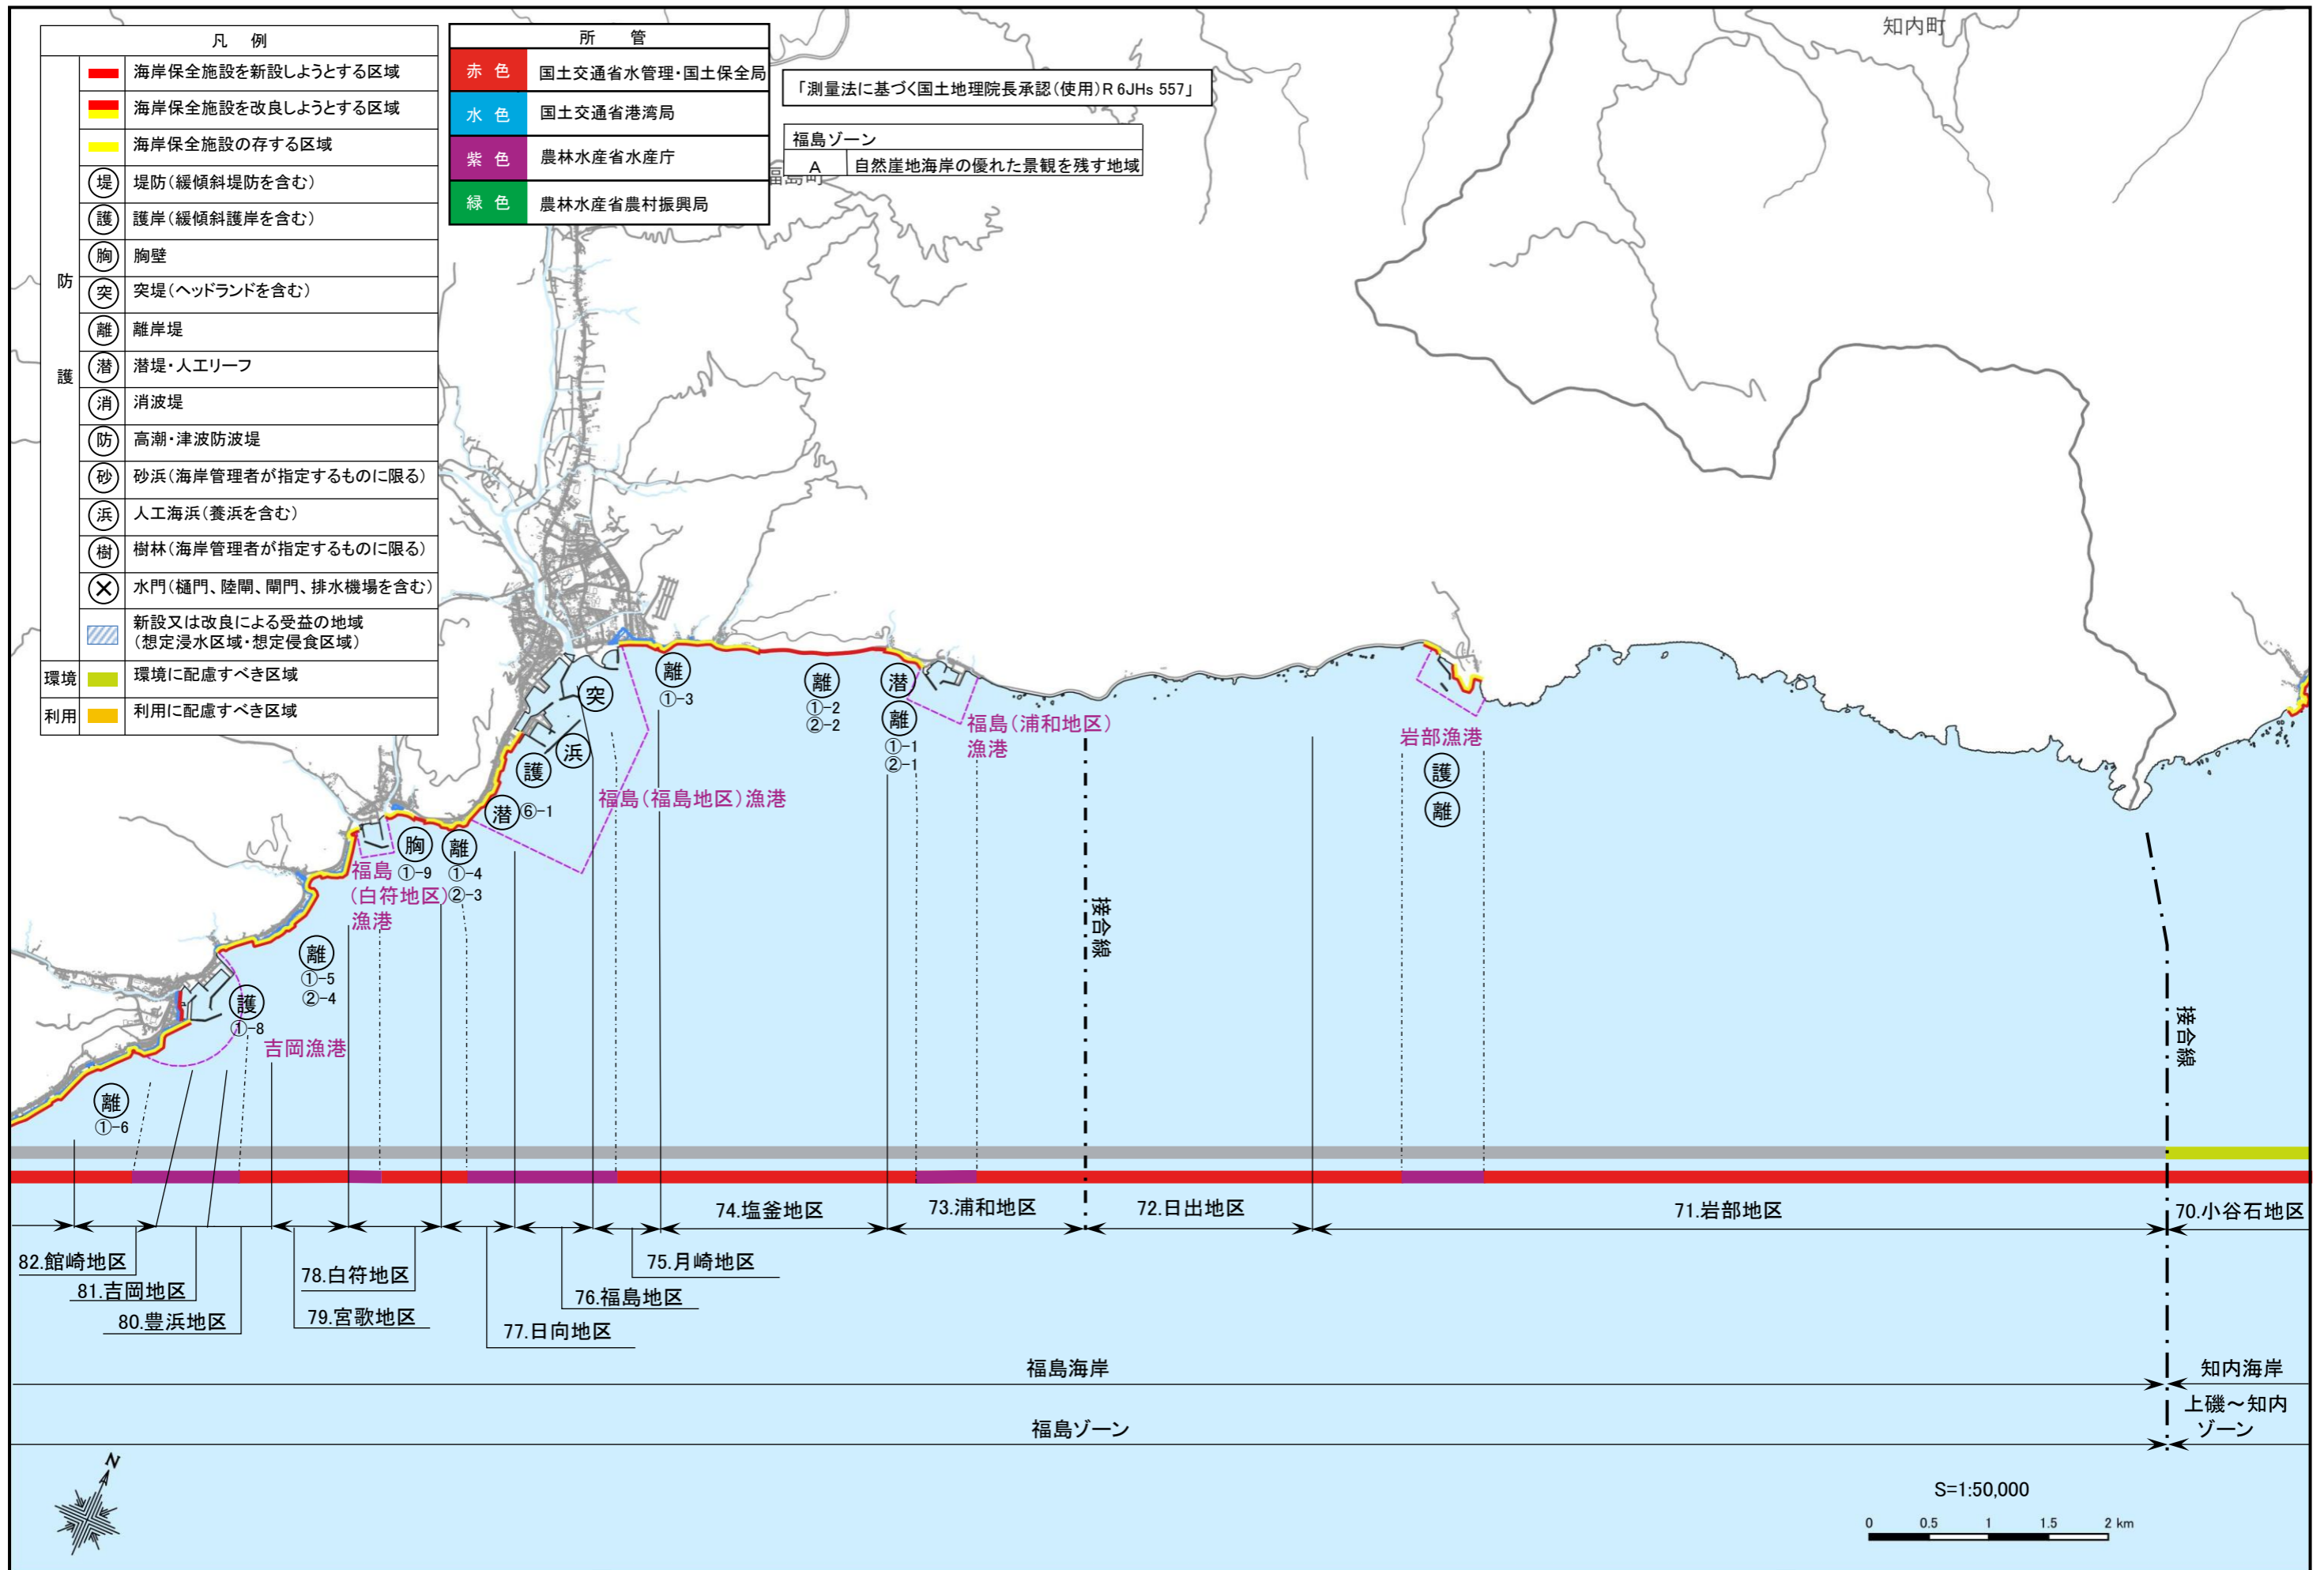 凡 例
防護
海岸保全施設を新設しようとする区域
海岸保全施設を改良しようとする区域
海岸保全施設の存する区域
堤 堤防(緩傾斜堤防を含む)
護 護岸(緩傾斜護岸を含む)
胸 胸壁
突 突堤(ヘッドランドを含む)
離 離岸堤
潜 潜堤・人工リーフ
消 消波堤
防 高潮・津波防波堤
砂 砂浜(海岸管理者が指定するものに限る)
浜 人工海浜(養浜を含む)
樹 樹林(海岸管理者が指定するものに限る)
水門(樋門、陸閘、閘門、排水機場を含む)
新設又は改良による受益の地域
(想定浸水区域・想定侵食区域)
環境 環境に配慮すべき区域
利用 利用に配慮すべき区域
所 管
赤 色 国土交通省水管理・国土保全局
水 色 国土交通省港湾局
紫 色 農林水産省水産庁
緑 色 農林水産省農村振興局
「測量法に基づく国土地理院長承認(使用)R 6JHs 557」
福島ゾーン
A 自然崖地海岸の優れた景観を残す地域
福島町
知内町
離
①-3
離
①-2
②-2
潜
離
①-1
②-1
福島(浦和地区)
漁港
岩部漁港
護
離
突
浜
護
潜 ⑥-1
福島(福島地区)漁港
胸
①-9
離
①-4
②-3
福島
(白符地区)
漁港
離
①-5
②-4
護
①-8
吉岡漁港
離
①-6
接合線
接合線
70.小谷石地区
71.岩部地区
72.日出地区
73.浦和地区
74.塩釜地区
75.月崎地区
76.福島地区
77.日向地区
78.白符地区
79.宮歌地区
80.豊浜地区
81.吉岡地区
82.館崎地区
福島海岸
知内海岸
福島ゾーン
上磯～知内
ゾーン
N
S=1:50,000
0 0.5 1 1.5 2 km